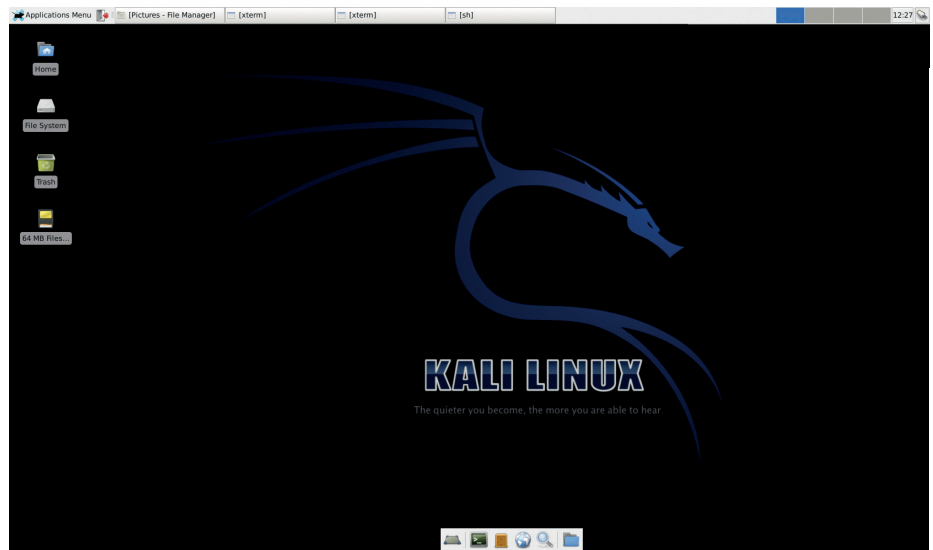 Applications Menu [Pictures - File Manager] [xterm] [xterm] [sh] 12:27
Home
File System
Trash
64 MB Files...
KALI LINUX
The quieter you become, the more you are able to hear.